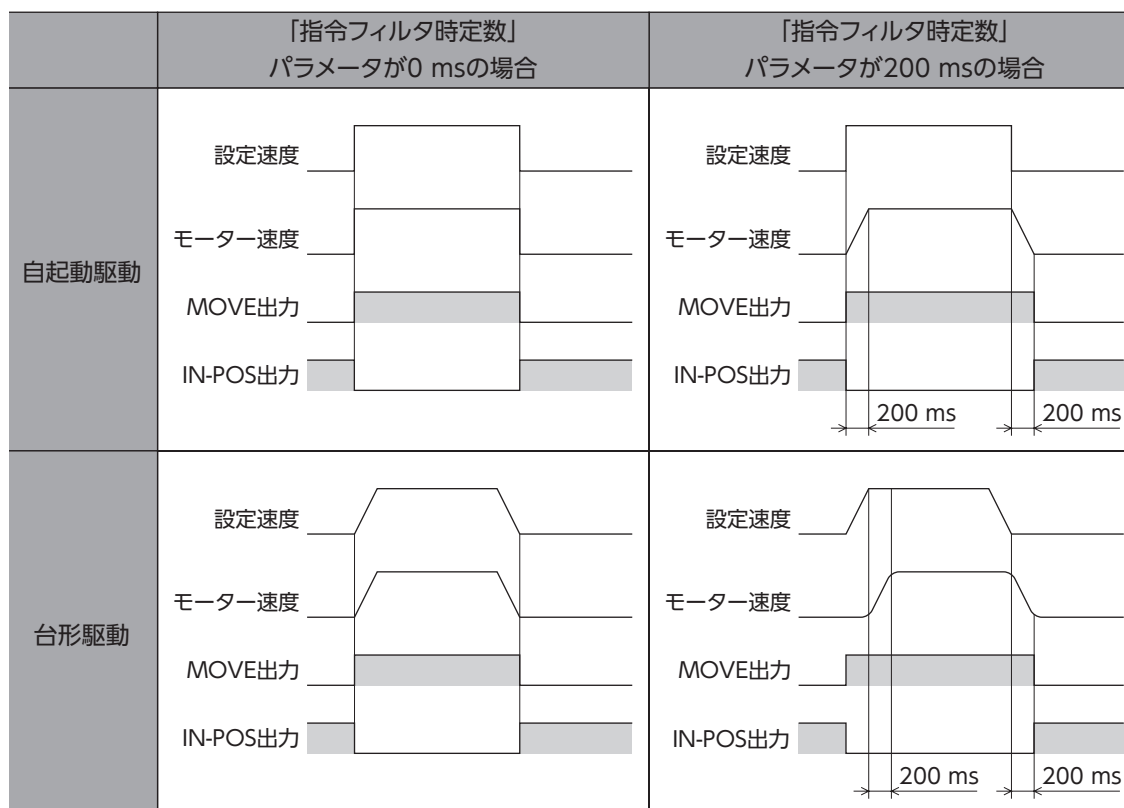 「指令フィルタ時定数」
パラメータが0 msの場合
「指令フィルタ時定数」
パラメータが200 msの場合
自起動駆動
設定速度
モーター速度
MOVE出力
IN-POS出力
設定速度
モーター速度
MOVE出力
IN-POS出力
200 ms
200 ms
台形駆動
設定速度
モーター速度
MOVE出力
IN-POS出力
設定速度
モーター速度
MOVE出力
IN-POS出力
200 ms
200 ms